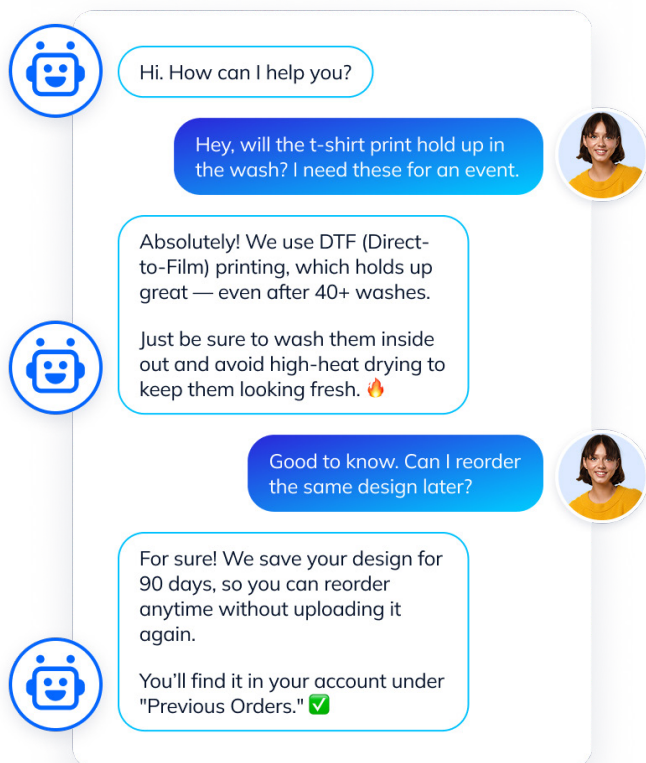 Hi. How can I help you?
Hey, will the t-shirt print hold up in
the wash? I need these for an event.
Absolutely! We use DTF (Direct-
to-Film) printing, which holds up
great — even after 40+ washes.
Just be sure to wash them inside
out and avoid high-heat drying to
keep them looking fresh. 🔥
Good to know. Can I reorder
the same design later?
For sure! We save your design for
90 days, so you can reorder
anytime without uploading it
again.
You’ll find it in your account under
"Previous Orders." ✅